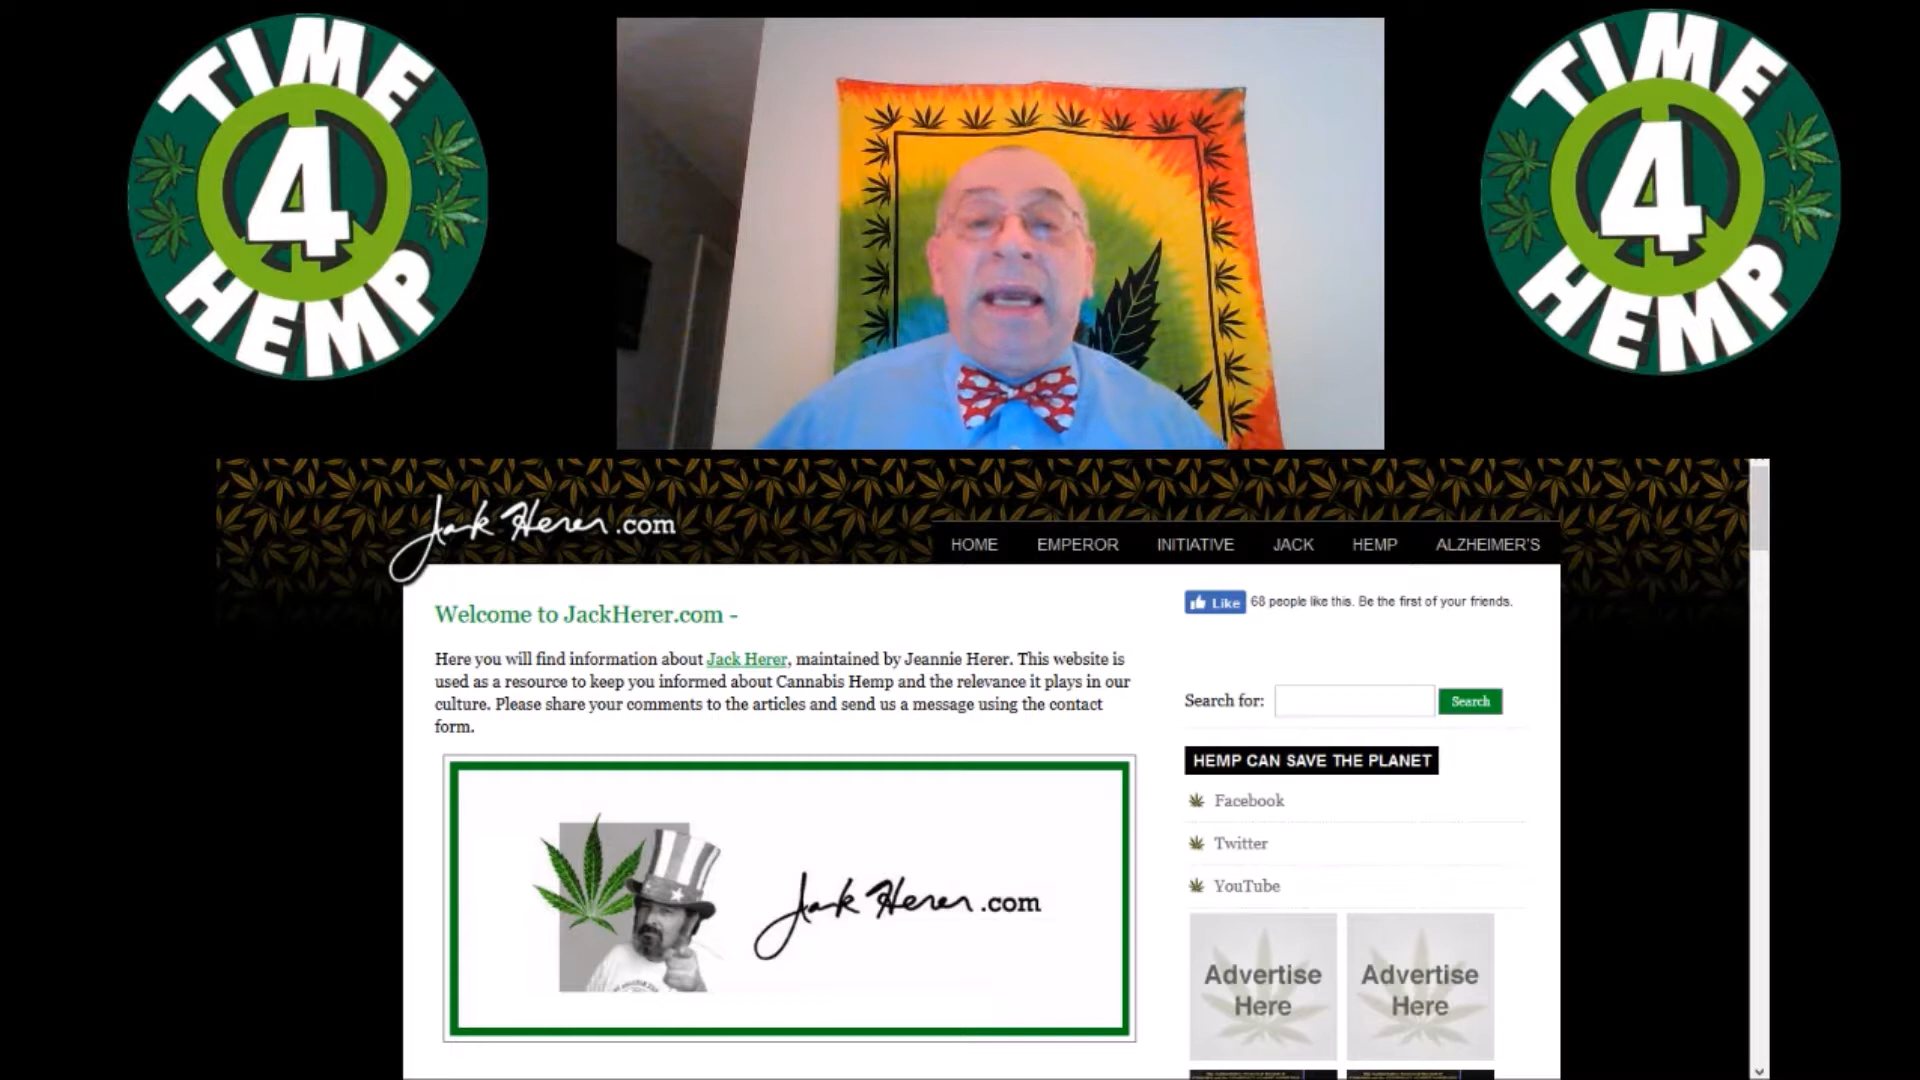 TIME
4
HEMP
TIME
4
HEMP
Jack Herer.com
HOME EMPEROR INITIATIVE JACK HEMP ALZHEIMER'S
Welcome to JackHerer.com -
Here you will find information about Jack Herer, maintained by Jeannie Herer. This website is
used as a resource to keep you informed about Cannabis Hemp and the relevance it plays in our
culture. Please share your comments to the articles and send us a message using the contact
form.
Jack Herer.com
Like 68 people like this. Be the first of your friends.
Search for: Search
HEMP CAN SAVE THE PLANET
Facebook
Twitter
YouTube
Advertise
Here
Advertise
Here